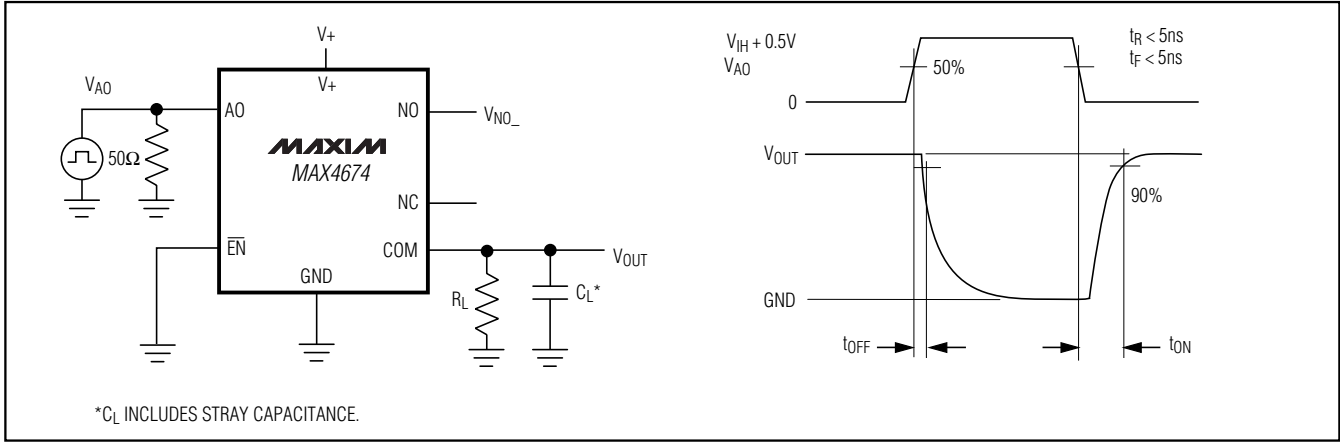 V+
V+
VAO
AO
50Ω
MAXIM
MAX4674
NO
VNO_
NC
EN
COM
VOUT
GND
RL
CL*
*CL INCLUDES STRAY CAPACITANCE.
VIH + 0.5V
VAO
0
50%
tR < 5ns
tF < 5ns
VOUT
90%
GND
tOFF
tON